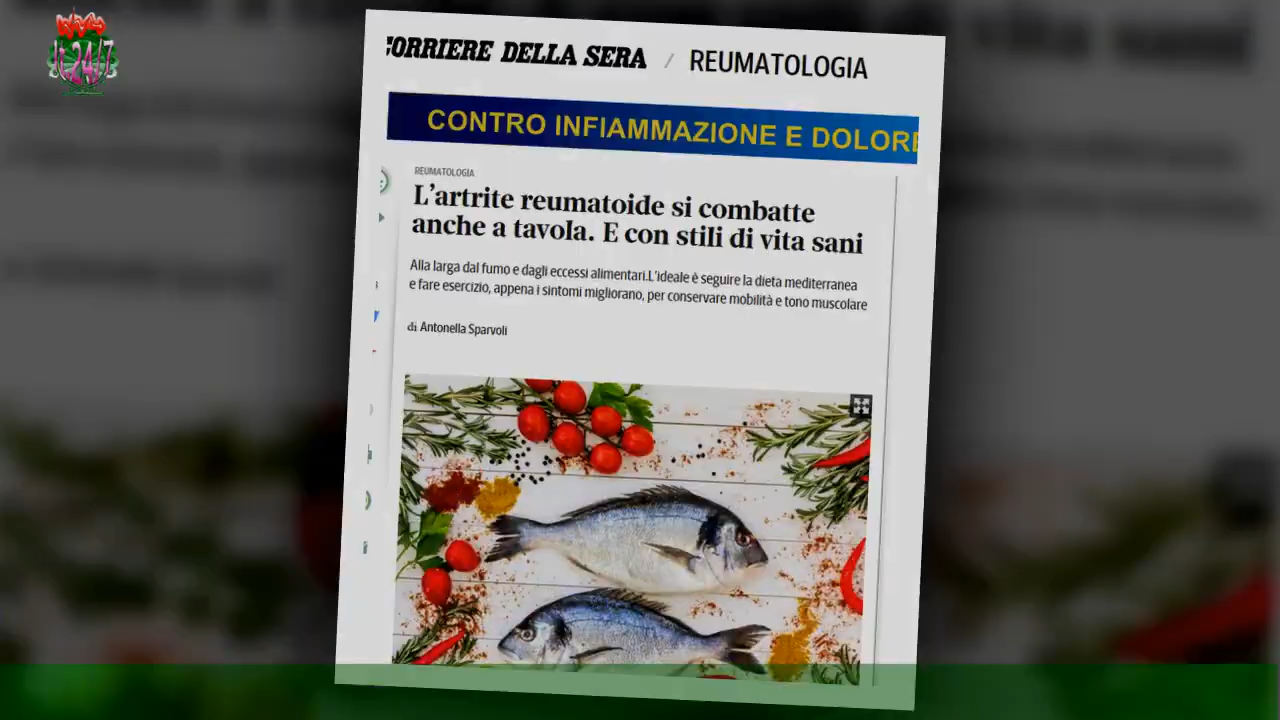 CORRIERE DELLA SERA / REUMATOLOGIA
CONTRO INFIAMMAZIONE E DOLORE
REUMATOLOGIA
L'artrite reumatoide si combatte
anche a tavola. E con stili di vita sani
Alla larga dal fumo e dagli eccessi alimentari.L'ideale è seguire la dieta mediterranea
e fare esercizio, appena i sintomi migliorano, per conservare mobilità e tono muscolare
di Antonella Sparvoli